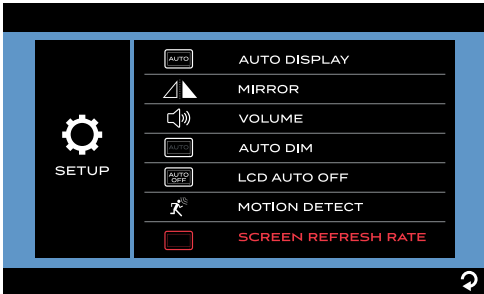 AUTO AUTO DISPLAY
MIRROR
VOLUME
AUTO AUTO DIM
SETUP
AUTO OFF LCD AUTO OFF
MOTION DETECT
SCREEN REFRESH RATE